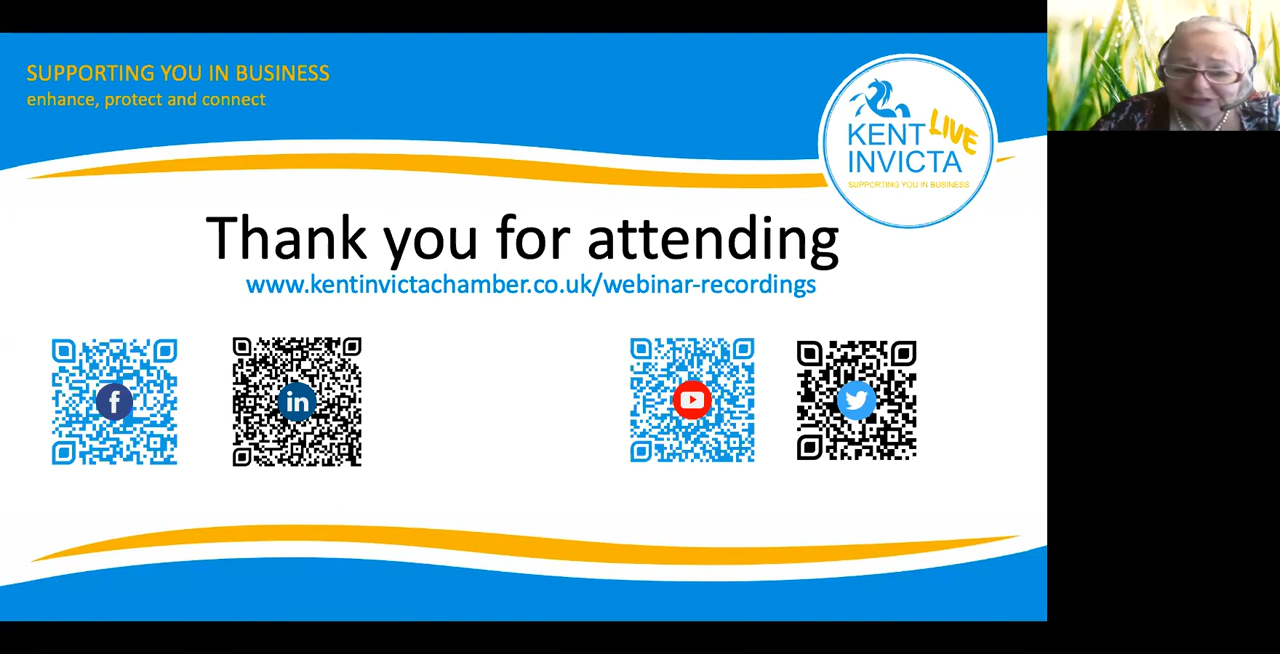 SUPPORTING YOU IN BUSINESS
enhance, protect and connect
KENT LIVE
INVICTA
SUPPORTING YOU IN BUSINESS
Thank you for attending
www.kentinvictachamber.co.uk/webinar-recordings
f
in